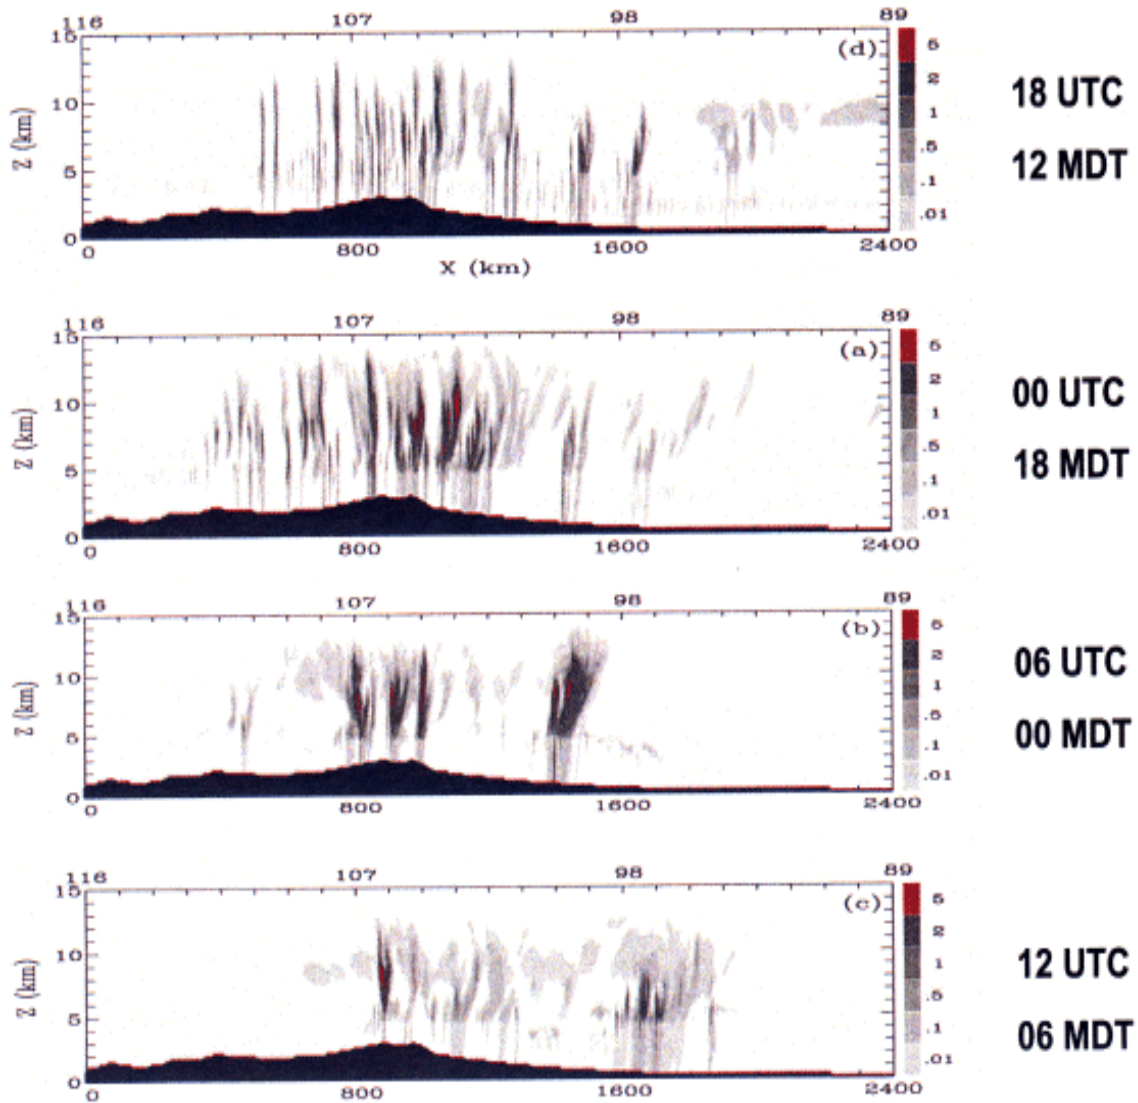 116 107 98 89
15 (d) 5
2
10 1
Z (km) .5
5 .1
.01
0
0 800 1600 2400
X (km)
18 UTC
12 MDT
116 107 98 89
15 (a) 5
2
10 1
Z (km) .5
5 .1
.01
0
0 800 1600 2400
00 UTC
18 MDT
116 107 98 89
15 (b) 5
2
10 1
Z (km) .5
5 .1
.01
0
0 800 1600 2400
06 UTC
00 MDT
116 107 98 89
15 (c) 5
2
10 1
Z (km) .5
5 .1
.01
0
0 800 1600 2400
12 UTC
06 MDT